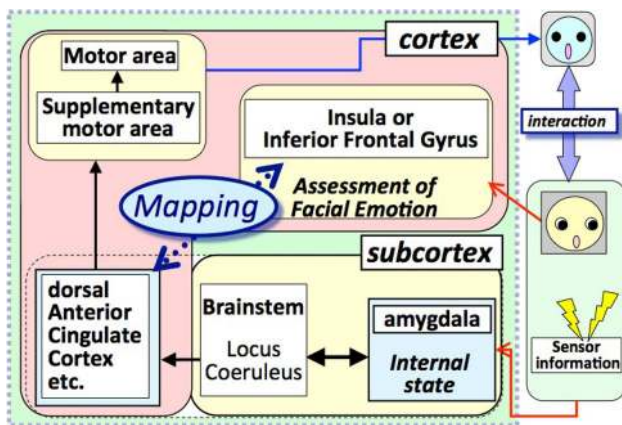 Motor area
Supplementary
motor area
cortex
Insula or
Inferior Frontal Gyrus
Assessment of
Facial Emotion
Mapping
interaction
subcortex
dorsal
Anterior
Cingulate
Cortex
etc.
Brainstem
Locus
Coeruleus
amygdala
Internal
state
Sensor
information